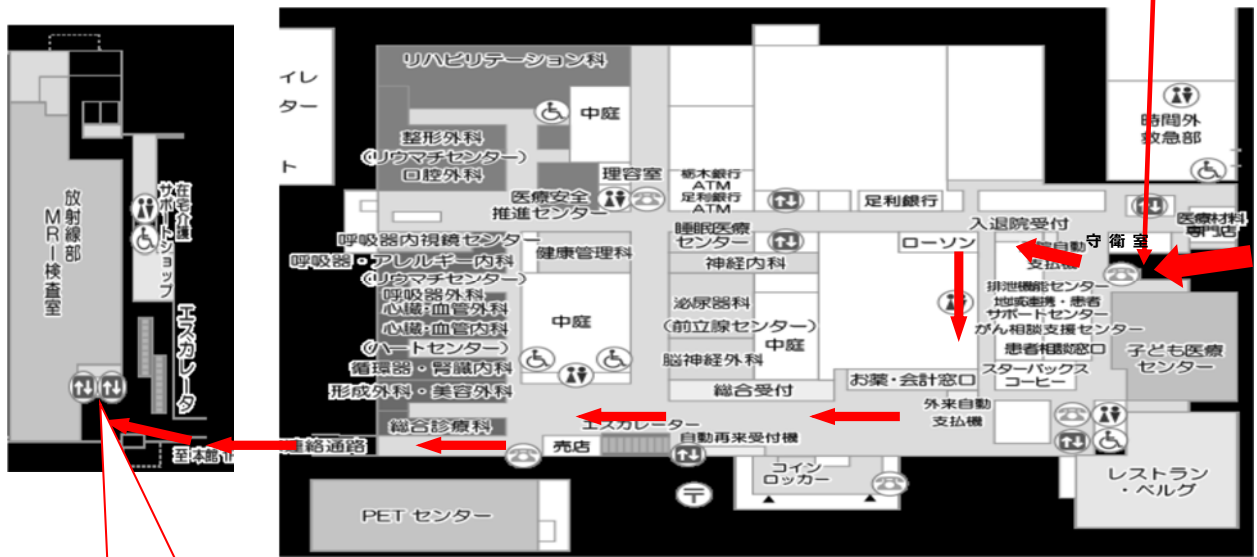 放射線部
MRI検査室
在宅介護
サポートショップ
エスカレータ
至本館
イレ
ター
ト
リハビリテーション科
中庭
整形外科
(リウマチセンター)
口腔外科
理容室
医療安全
推進センター
栃木銀行
ATM
足利銀行
ATM
足利銀行
時間外
救急部
入退院受付
医療材料
専門店
守衛室
呼吸器内視鏡センター
呼吸器・アレルギー内科
(リウマチセンター)
呼吸器外科
心臓・血管外科
心臓・血管内科
(ハートセンター)
循環器・腎臓内科
形成外科・美容外科
総合診療科
健康管理科
中庭
睡眠医療
センター
神経内科
泌尿器科
(前立腺センター)
脳神経外科
中庭
総合受付
ローソン
自動
支払機
排泄機能センター
地域連携・患者
サポートセンター
がん相談支援センター
患者相談窓口
スターバックス
コーヒー
子ども医療
センター
お薬・会計窓口
外来自動
支払機
連絡通路
売店
エスカレーター
自動再来受付機
コイン
ロッカー
レストラン
・ベルグ
PETセンター